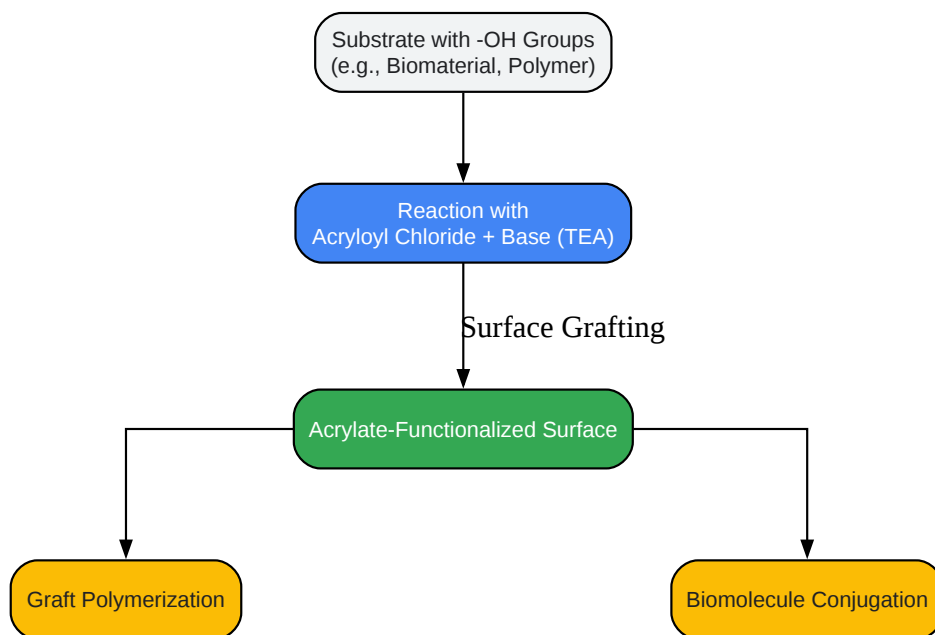 Substrate with -OH Groups
(e.g., Biomaterial, Polymer)
Reaction with
Acryloyl Chloride + Base (TEA)
Surface Grafting
Acrylate-Functionalized Surface
Graft Polymerization
Biomolecule Conjugation